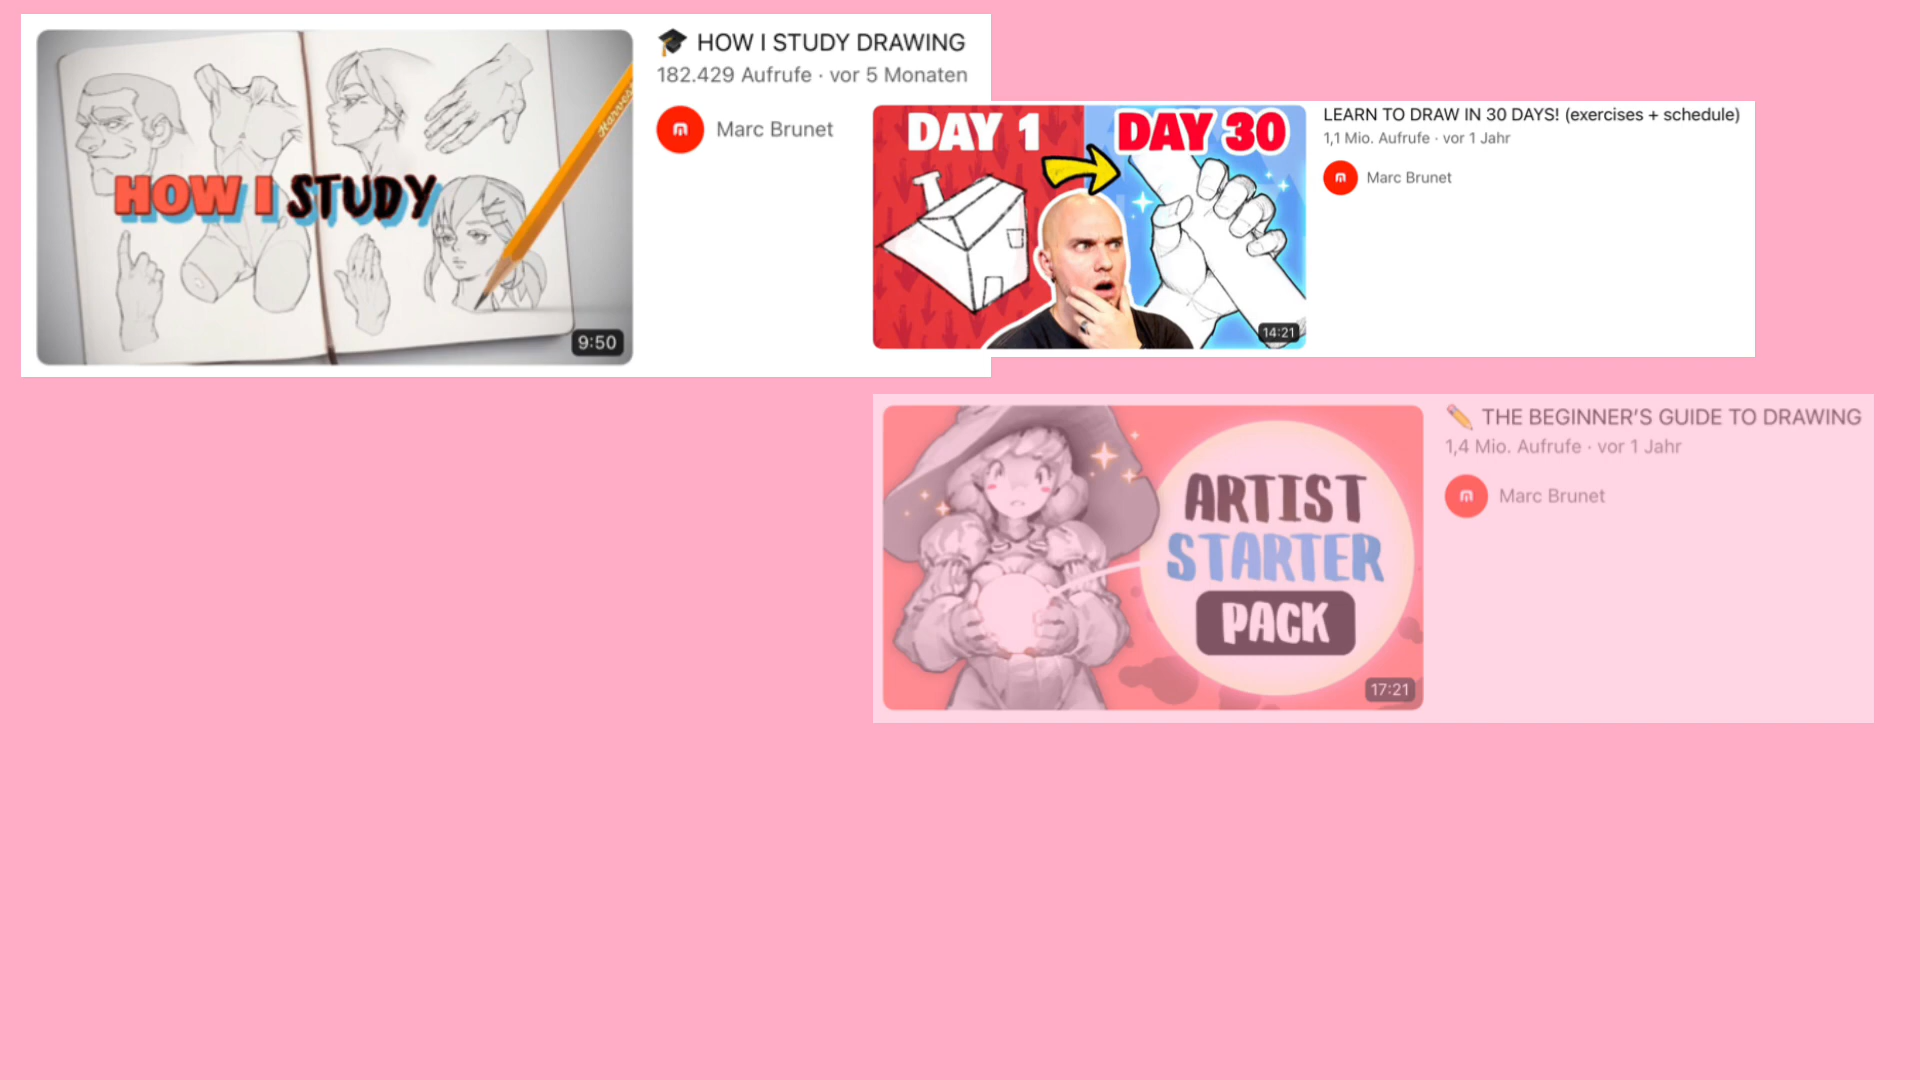 HOW I STUDY
Harvest
9:50
🎓 HOW I STUDY DRAWING
182.429 Aufrufe · vor 5 Monaten
Marc Brunet
DAY 1
DAY 30
14:21
LEARN TO DRAW IN 30 DAYS! (exercises + schedule)
1,1 Mio. Aufrufe · vor 1 Jahr
Marc Brunet
ARTIST
STARTER
PACK
17:21
✏️ THE BEGINNER’S GUIDE TO DRAWING
1,4 Mio. Aufrufe · vor 1 Jahr
Marc Brunet